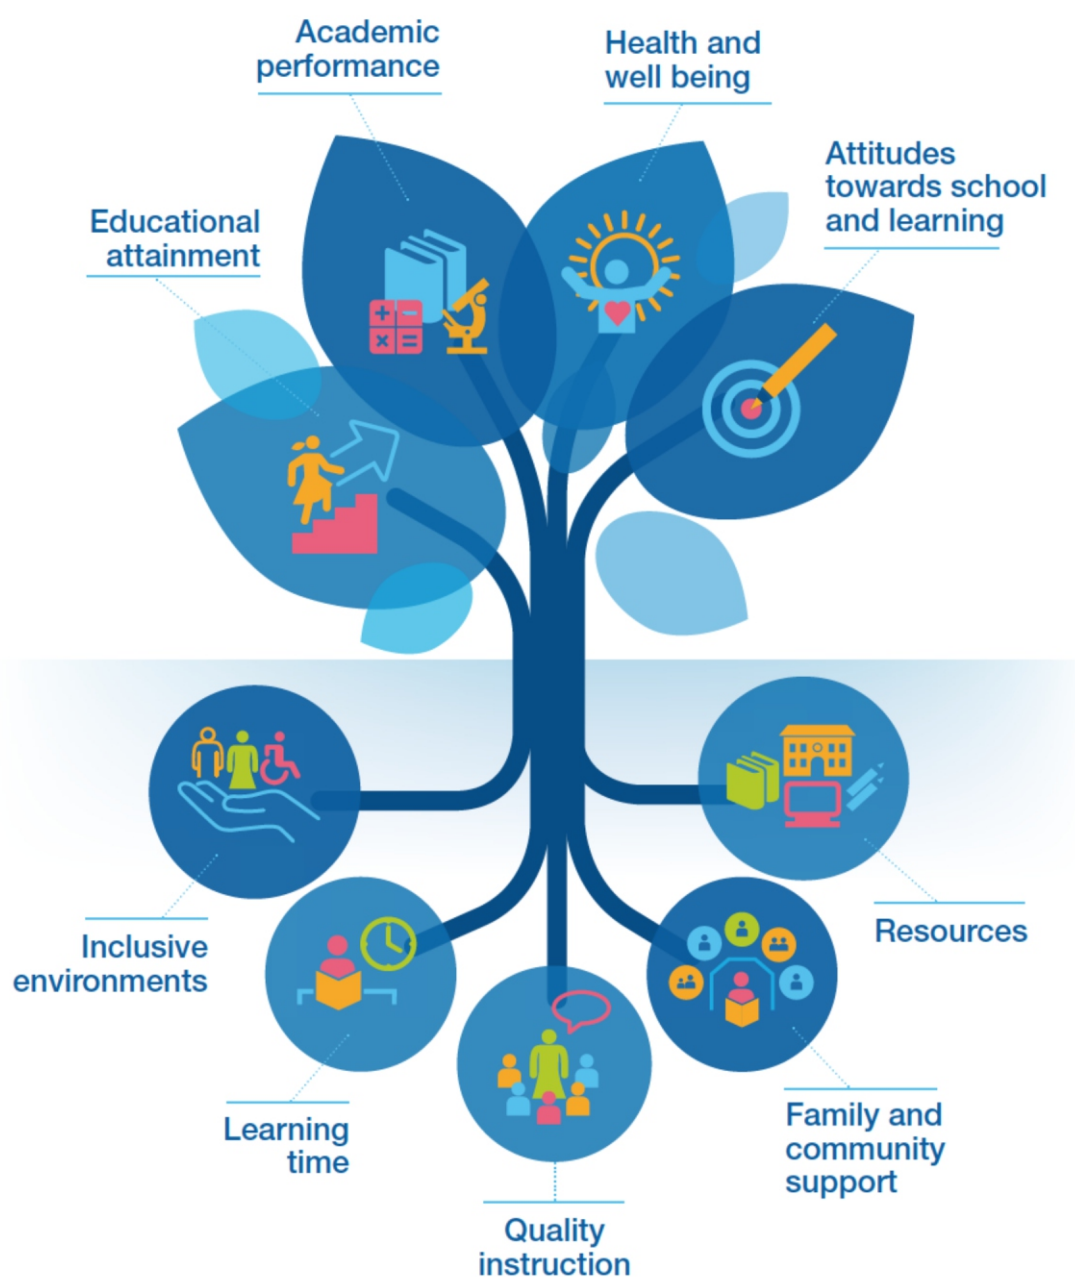 Academic
performance
Health and
well being
Attitudes
towards school
and learning
Educational
attainment
Inclusive
environments
Resources
Learning
time
Family and
community
support
Quality
instruction